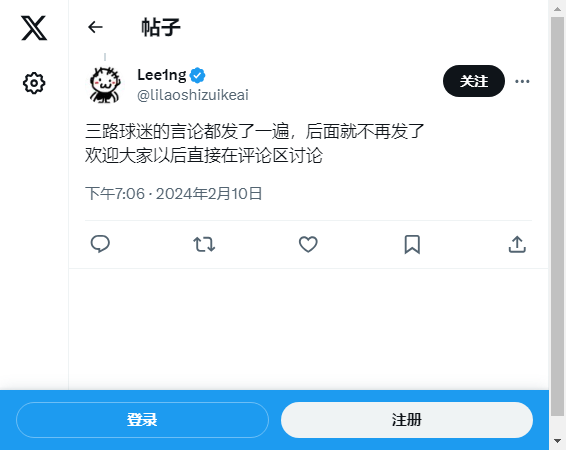 帖子
Lee1ng
关注
@lilaoshizuikeai
三路球迷的言论都发了一遍，后面就不再发了
欢迎大家以后直接在评论区讨论
下午7:06 · 2024年2月10日
登录
注册